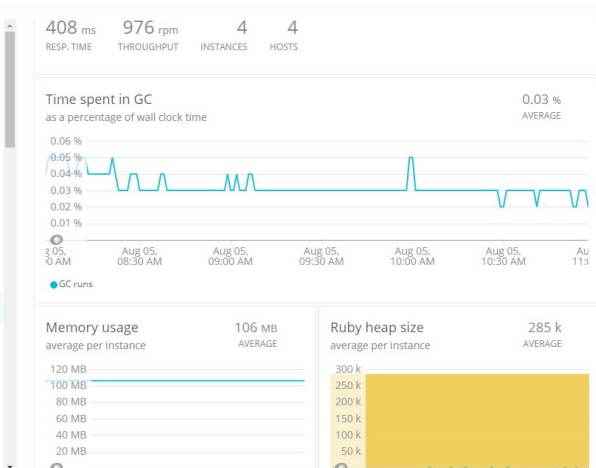 408 ms 976 rpm 4 4
RESP. TIME THROUGHPUT INSTANCES HOSTS
Time spent in GC 0.03 %
as a percentage of wall clock time AVERAGE
0.06 %
0.05 %
0.04 %
0.03 %
0.02 %
0.01 %
05, Aug 05, Aug 05, Aug 05, Aug 05, Aug 05, Au
0 AM 08:30 AM 09:00 AM 09:30 AM 10:00 AM 10:30 AM 11:
GC runs
Memory usage 106 MB
average per instance AVERAGE
120 MB
100 MB
80 MB
60 MB
40 MB
20 MB
Ruby heap size 285 k
average per instance AVERAGE
300 k
250 k
200 k
150 k
100 k
50 k